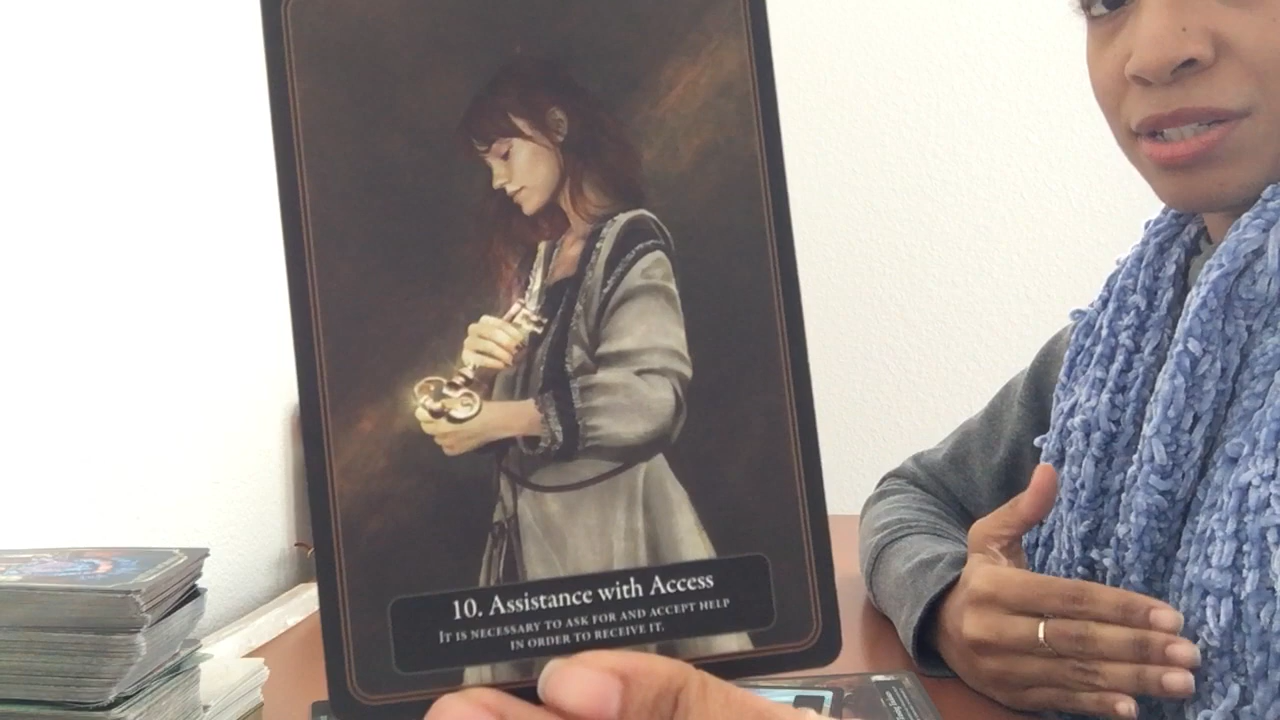 10. Assistance with Access
It is necessary to ask for and accept help
in order to receive it.